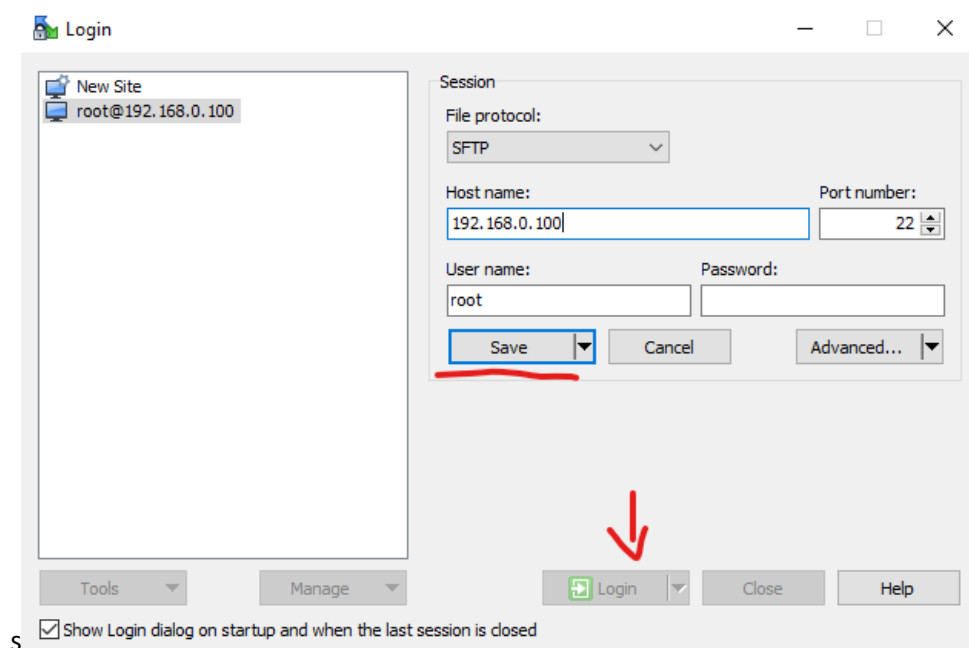 Login
New Site
root@192.168.0.100
Session
File protocol:
SFTP
Host name:
Port number:
192.168.0.100
22
User name:
Password:
root
Save
Cancel
Advanced...
Tools
Manage
Login
Close
Help
Show Login dialog on startup and when the last session is closed
s